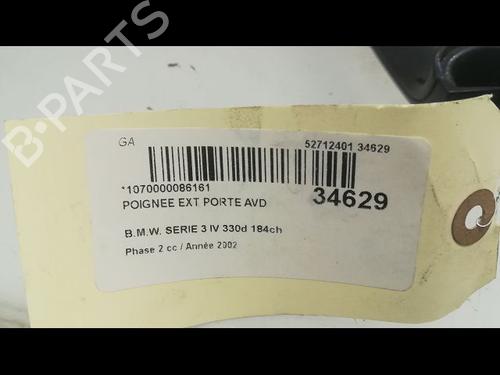 B-PARTS
GA
52712401 34629
*1070000086161
34629
POIGNEE EXT PORTE AVD
B.M.W. SERIE 3 IV 330d 184ch
Phase 2 cc / Année 2002